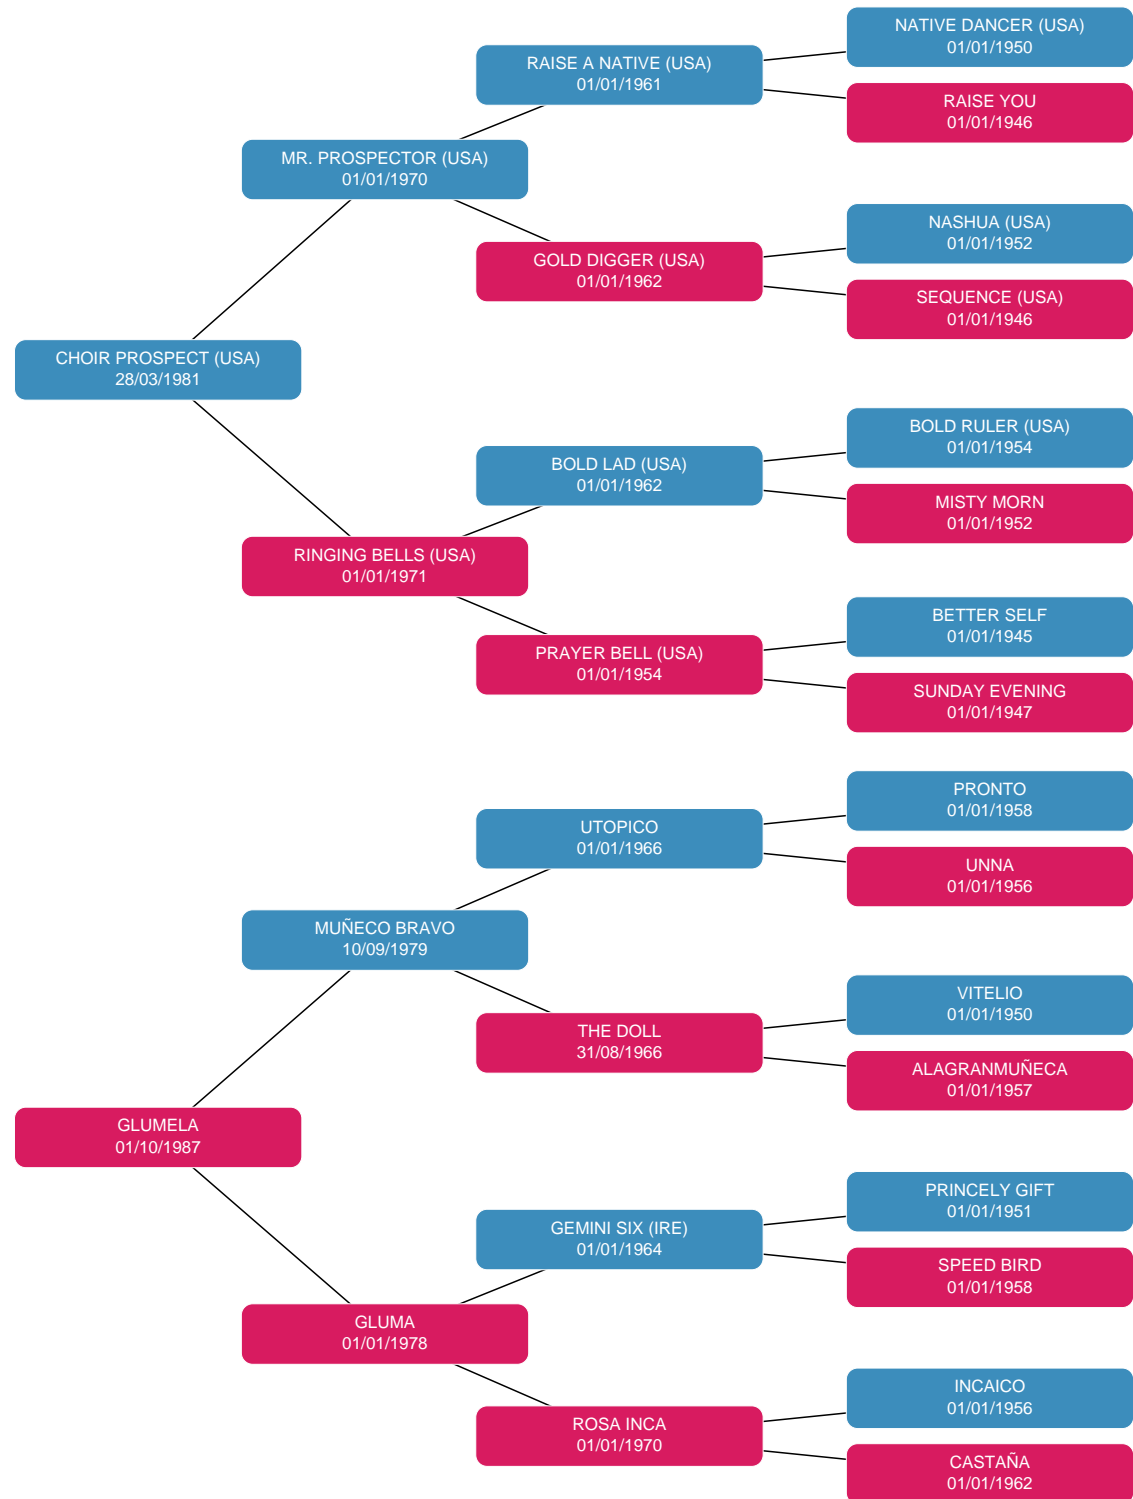 NATIVE DANCER (USA)
01/01/1950
RAISE A NATIVE (USA)
01/01/1961
RAISE YOU
01/01/1946
MR. PROSPECTOR (USA)
01/01/1970
NASHUA (USA)
01/01/1952
GOLD DIGGER (USA)
01/01/1962
SEQUENCE (USA)
01/01/1946
CHOIR PROSPECT (USA)
28/03/1981
BOLD RULER (USA)
01/01/1954
BOLD LAD (USA)
01/01/1962
MISTY MORN
01/01/1952
RINGING BELLS (USA)
01/01/1971
BETTER SELF
01/01/1945
PRAYER BELL (USA)
01/01/1954
SUNDAY EVENING
01/01/1947
PRONTO
01/01/1958
UTOPICO
01/01/1966
UNNA
01/01/1956
MUÑECO BRAVO
10/09/1979
VITELIO
01/01/1950
THE DOLL
31/08/1966
ALAGRANMUÑECA
01/01/1957
GLUMELA
01/10/1987
PRINCELY GIFT
01/01/1951
GEMINI SIX (IRE)
01/01/1964
SPEED BIRD
01/01/1958
GLUMA
01/01/1978
INCAICO
01/01/1956
ROSA INCA
01/01/1970
CASTAÑA
01/01/1962